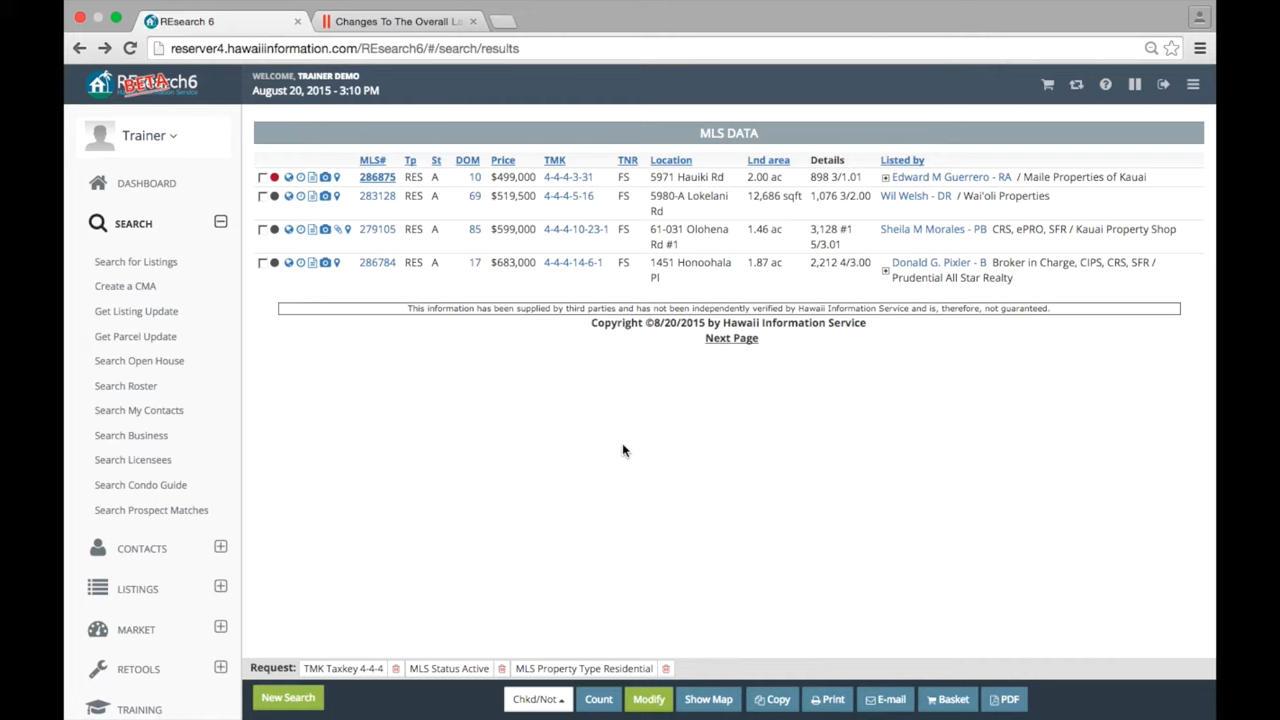 REsearch 6
Changes To The Overall L
reserver4.hawaiiinformation.com/REsearch6/#/search/results
REsearch6
BETA
WELCOME, TRAINER DEMO
August 20, 2015 - 3:10 PM
Trainer
DASHBOARD
SEARCH
Search for Listings
Create a CMA
Get Listing Update
Get Parcel Update
Search Open House
Search Roster
Search My Contacts
Search Business
Search Licensees
Search Condo Guide
Search Prospect Matches
CONTACTS
LISTINGS
MARKET
RETOOLS
TRAINING
MLS DATA
MLS# Tp St DOM Price TMK TNR Location Lnd area Details Listed by
286875 RES A 10 $499,000 4-4-4-3-31 FS 5971 Hauiki Rd 2.00 ac 898 3/1.01 Edward M Guerrero - RA / Maile Properties of Kauai
283128 RES A 69 $519,500 4-4-4-5-16 FS 5980-A Lokelani 12,686 sqft 1,076 3/2.00 Wil Welsh - DR / Wai'oli Properties
Rd
279105 RES A 85 $599,000 4-4-4-10-23-1 FS 61-031 Olohena 1.46 ac 3,128 #1 Sheila M Morales - PB CRS, ePRO, SFR / Kauai Property Shop
Rd #1 5/3.01
286784 RES A 17 $683,000 4-4-4-14-6-1 FS 1451 Honoohala 1.87 ac 2,212 4/3.00 Donald G. Pixler - B Broker in Charge, CIPS, CRS, SFR /
Pl Prudential All Star Realty
This information has been supplied by third parties and has not been independently verified by Hawaii Information Service and is, therefore, not guaranteed.
Copyright ©8/20/2015 by Hawaii Information Service
Next Page
Request: TMK Taxkey 4-4-4 MLS Status Active MLS Property Type Residential
New Search Chkd/Not Count Modify Show Map Copy Print E-mail Basket PDF